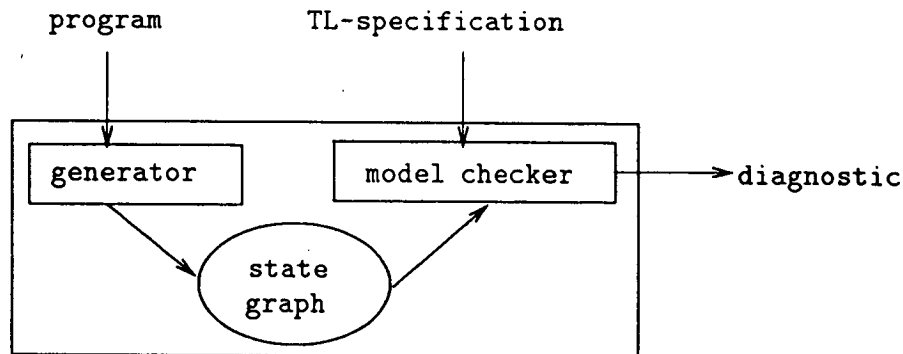 program
TL-specification
generator
model checker
diagnostic
state
graph